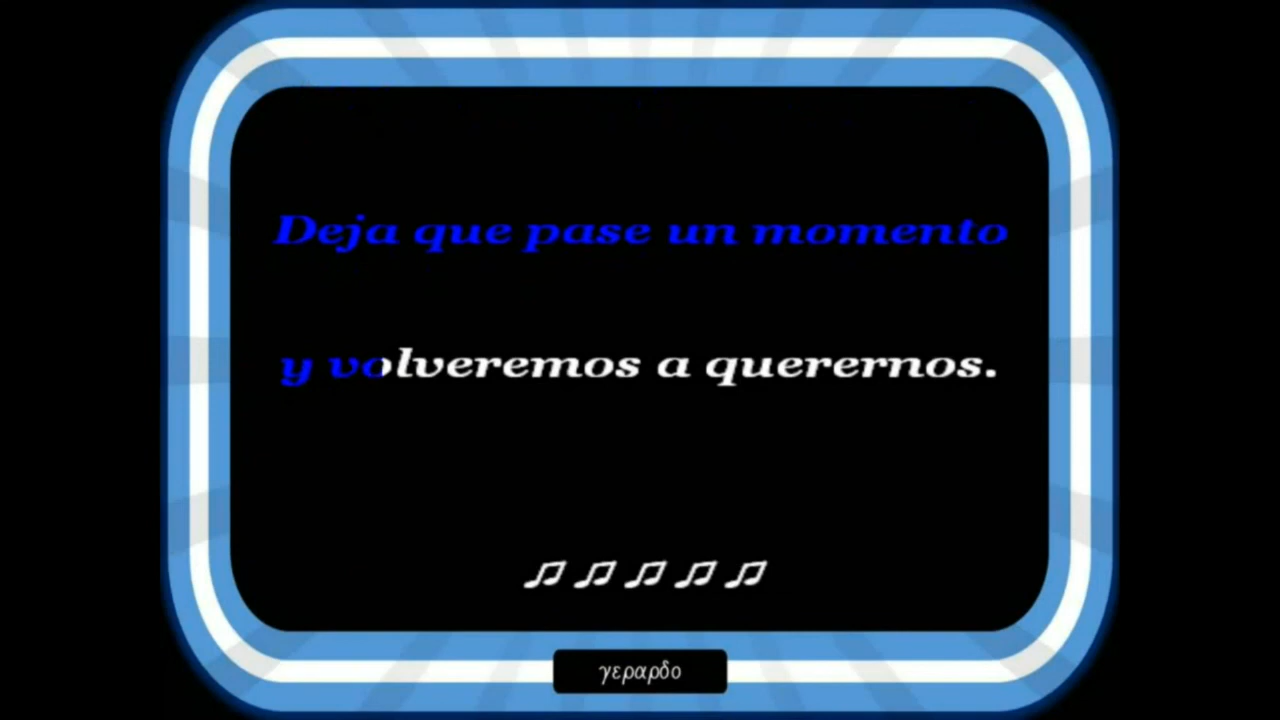 Deja que pase un momento
y volveremos a querernos.
♫ ♫ ♫ ♫ ♫
γεραρδο